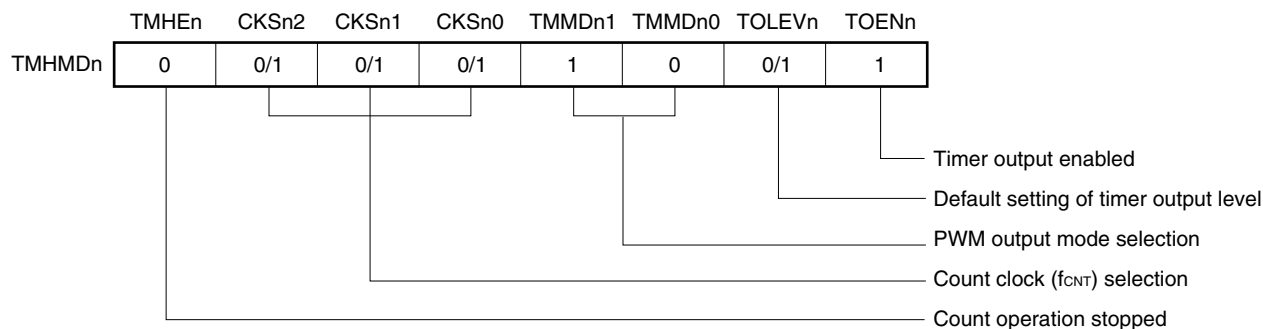 TMHEn CKSn2 CKSn1 CKSn0 TMMDn1 TMMDn0 TOLEVn TOENn
TMHMDn 0 0/1 0/1 0/1 1 0 0/1 1
Timer output enabled
Default setting of timer output level
PWM output mode selection
Count clock (fCNT) selection
Count operation stopped